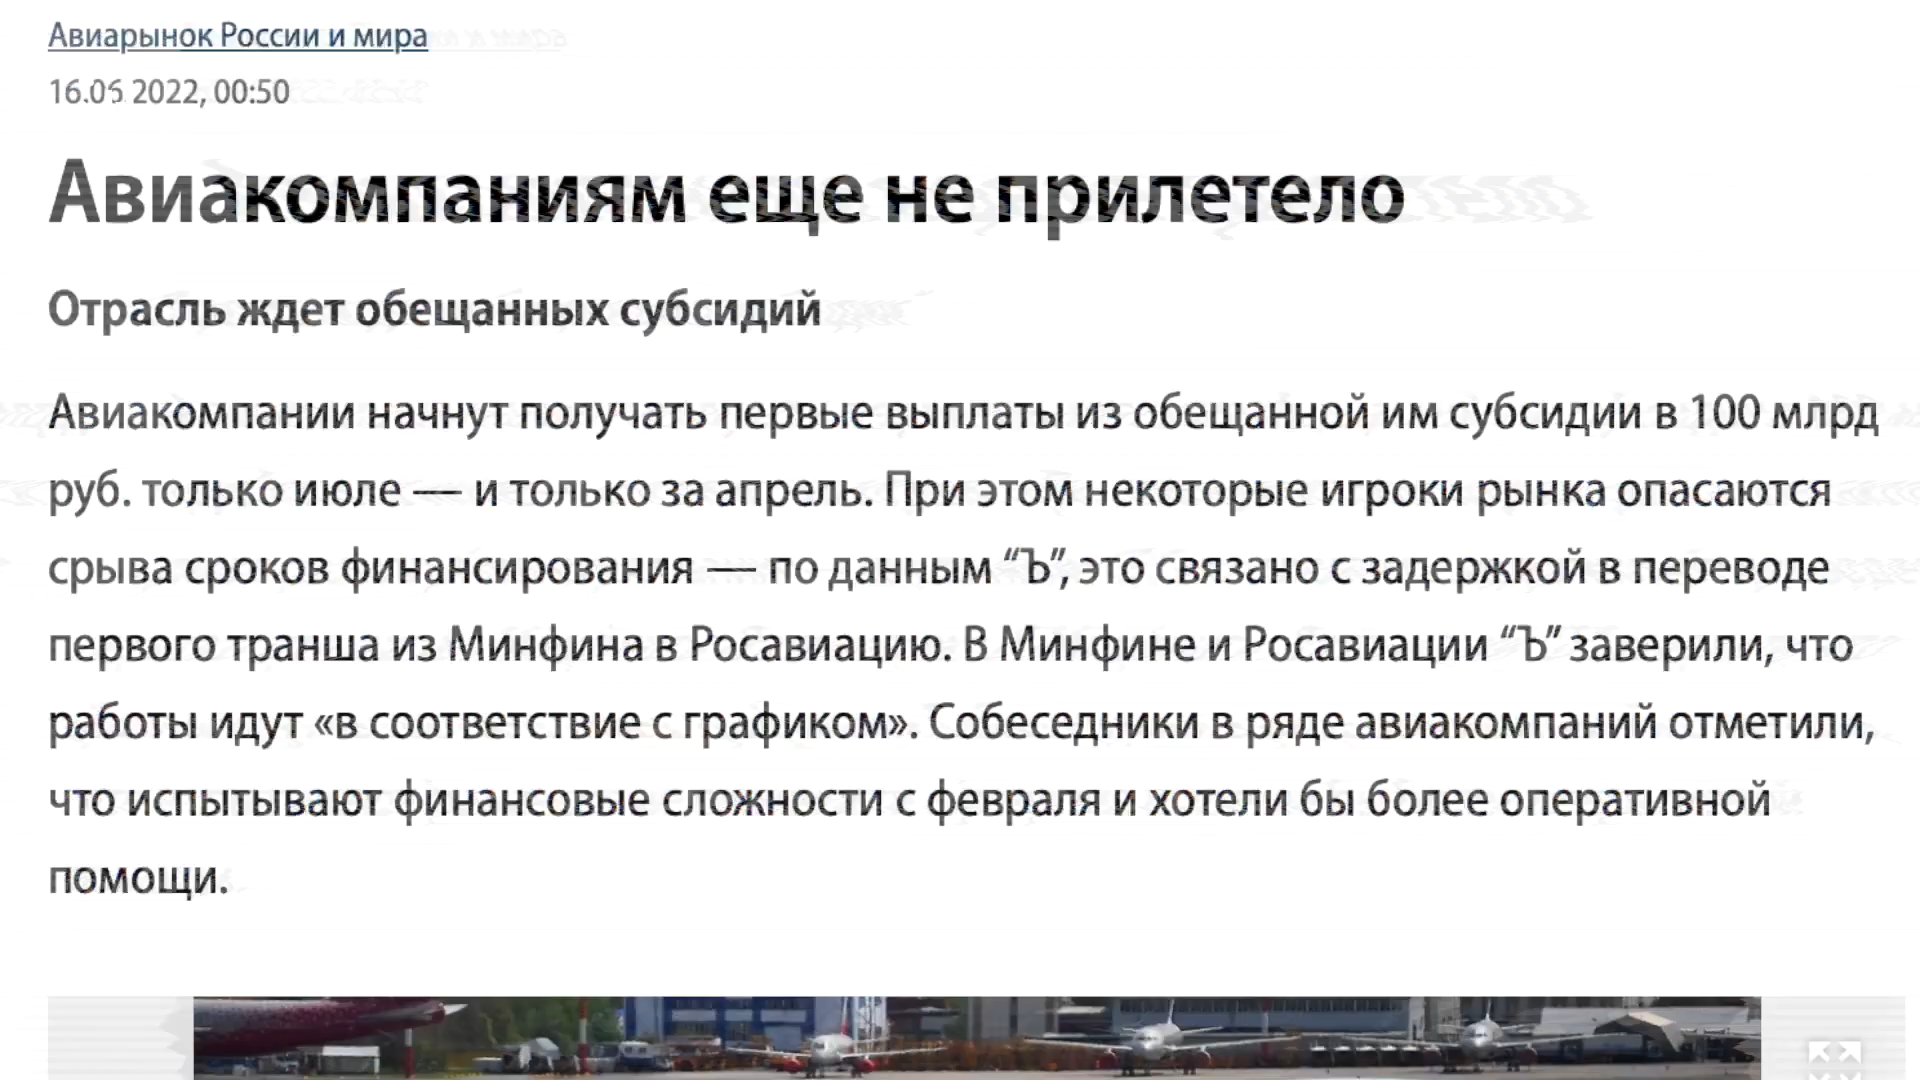 Авиарынок России и мира
2022, 00:50
Авиакомпаниям еще не прилетело
Отрасль ждет обещанных субсидий
Авиакомпании начнут получать первые выплаты из обещанной им субсидии в 100 млрд
руб. только июле — и только за апрель. При этом некоторые игроки рынка опасаются
срыва сроков финансирования — по данным “Ъ”, это связано с задержкой в переводе
первого транша из Минфина в Росавиацию. В Минфине и Росавиации “Ъ” заверили, что
работы идут «в соответствие с графиком». Собеседники в ряде авиакомпаний отметили,
что испытывают финансовые сложности с февраля и хотели бы более оперативной
помощи.